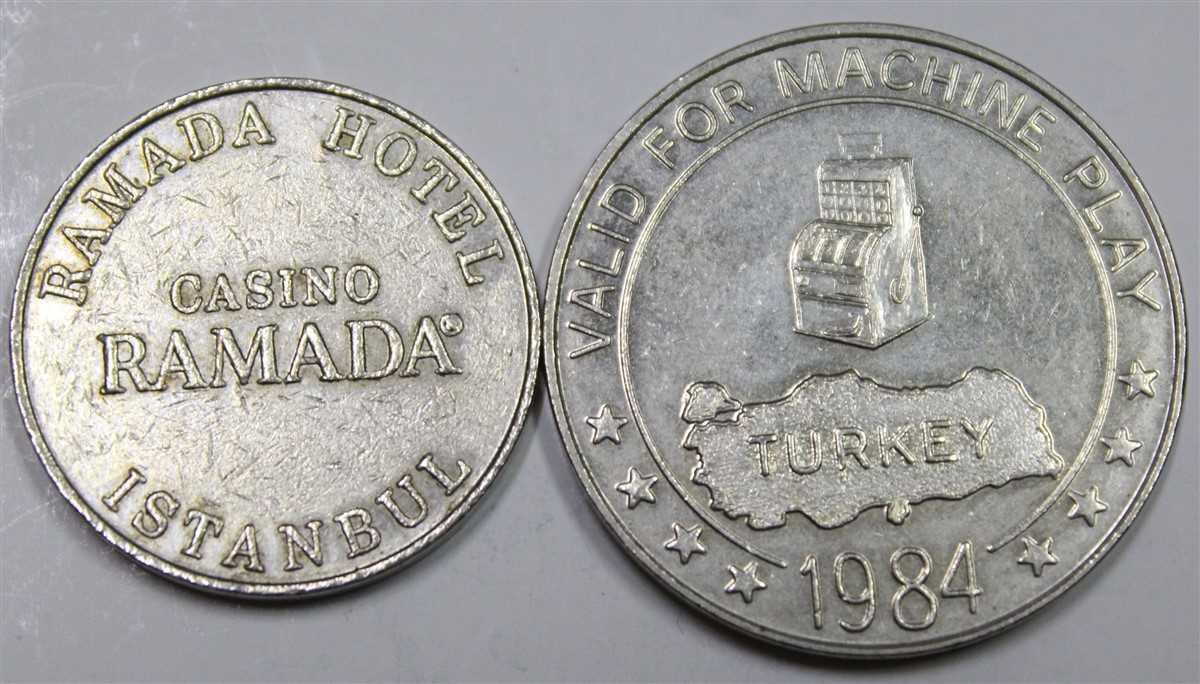 RAMADA HOTEL
CASINO
RAMADA®
ISTANBUL
VALID FOR MACHINE PLAY
TURKEY
1984